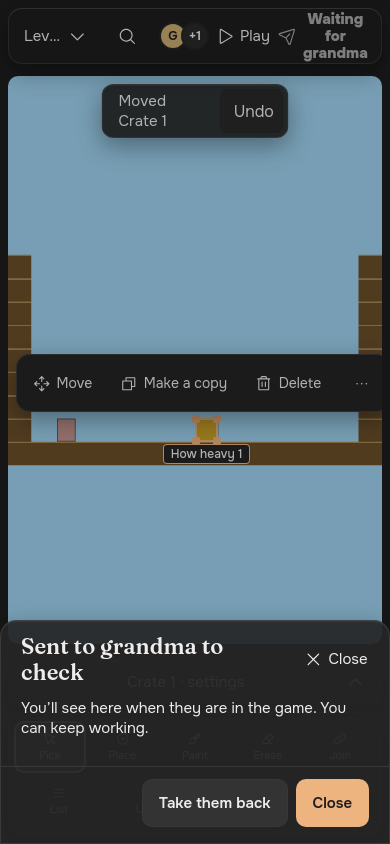 Lev...
G
+1
Play
Waiting
for
grandma
Moved
Crate 1
Undo
Move
Make a copy
Delete
...
How heavy 1
Sent to grandma to
check
Close
Crate 1 settings
You'll see here when they are in the game. You
can keep working.
Pick
Place
Paint
Erase
Join
List
Take them back
Close